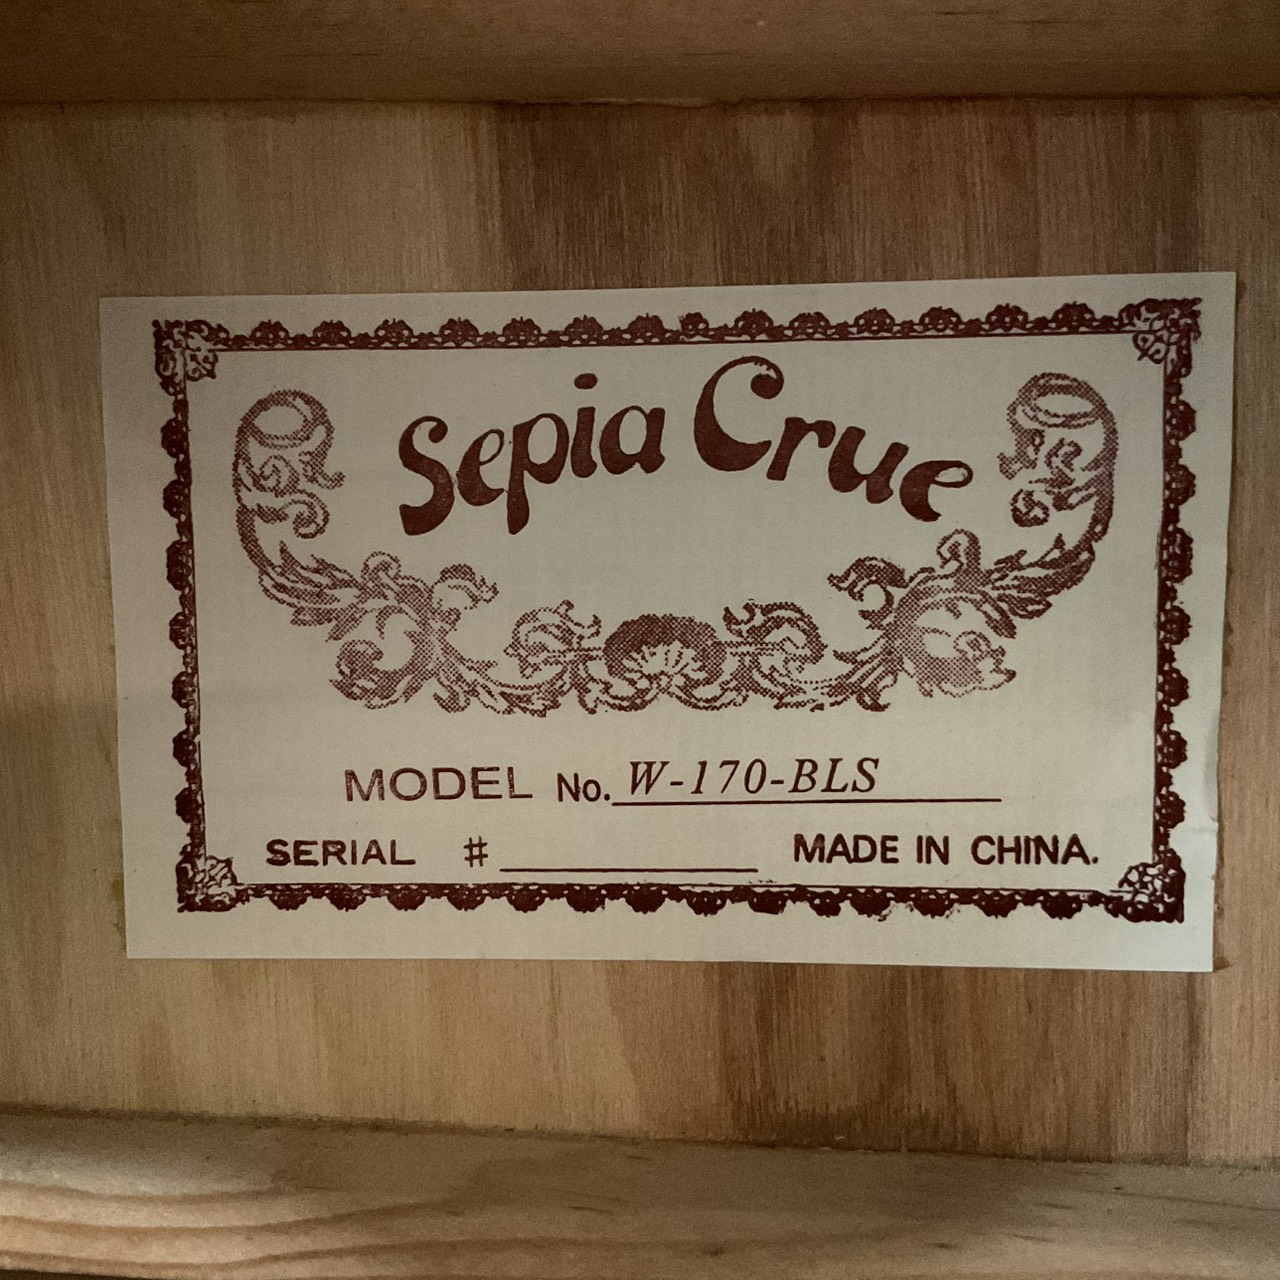 Sepia Crue
MODEL No. W-170-BLS
SERIAL # MADE IN CHINA.